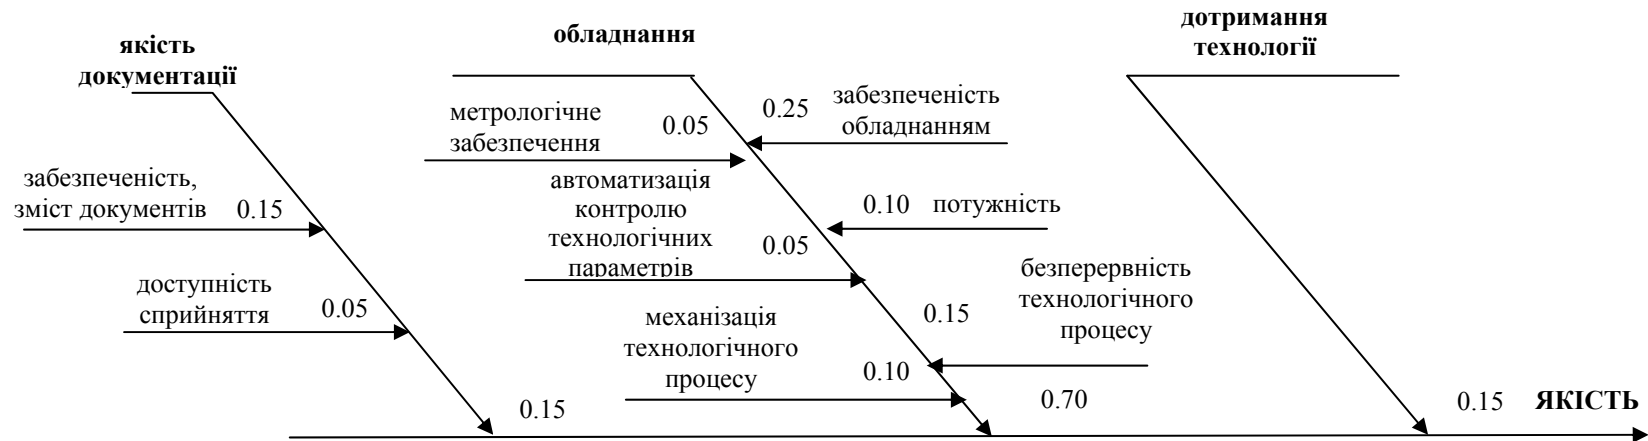 якість
документації
забезпеченість,
зміст документів
0.15
доступність
сприйняття
0.05
0.15
обладнання
метрологічне
забезпечення
0.05
0.25
забезпеченість
обладнанням
автоматизація
контролю
технологічних
параметрів
0.05
0.10
потужність
механізація
технологічного
процесу
0.10
0.15
безперервність
технологічного
процесу
0.70
дотримання
технології
0.15
ЯКІСТЬ